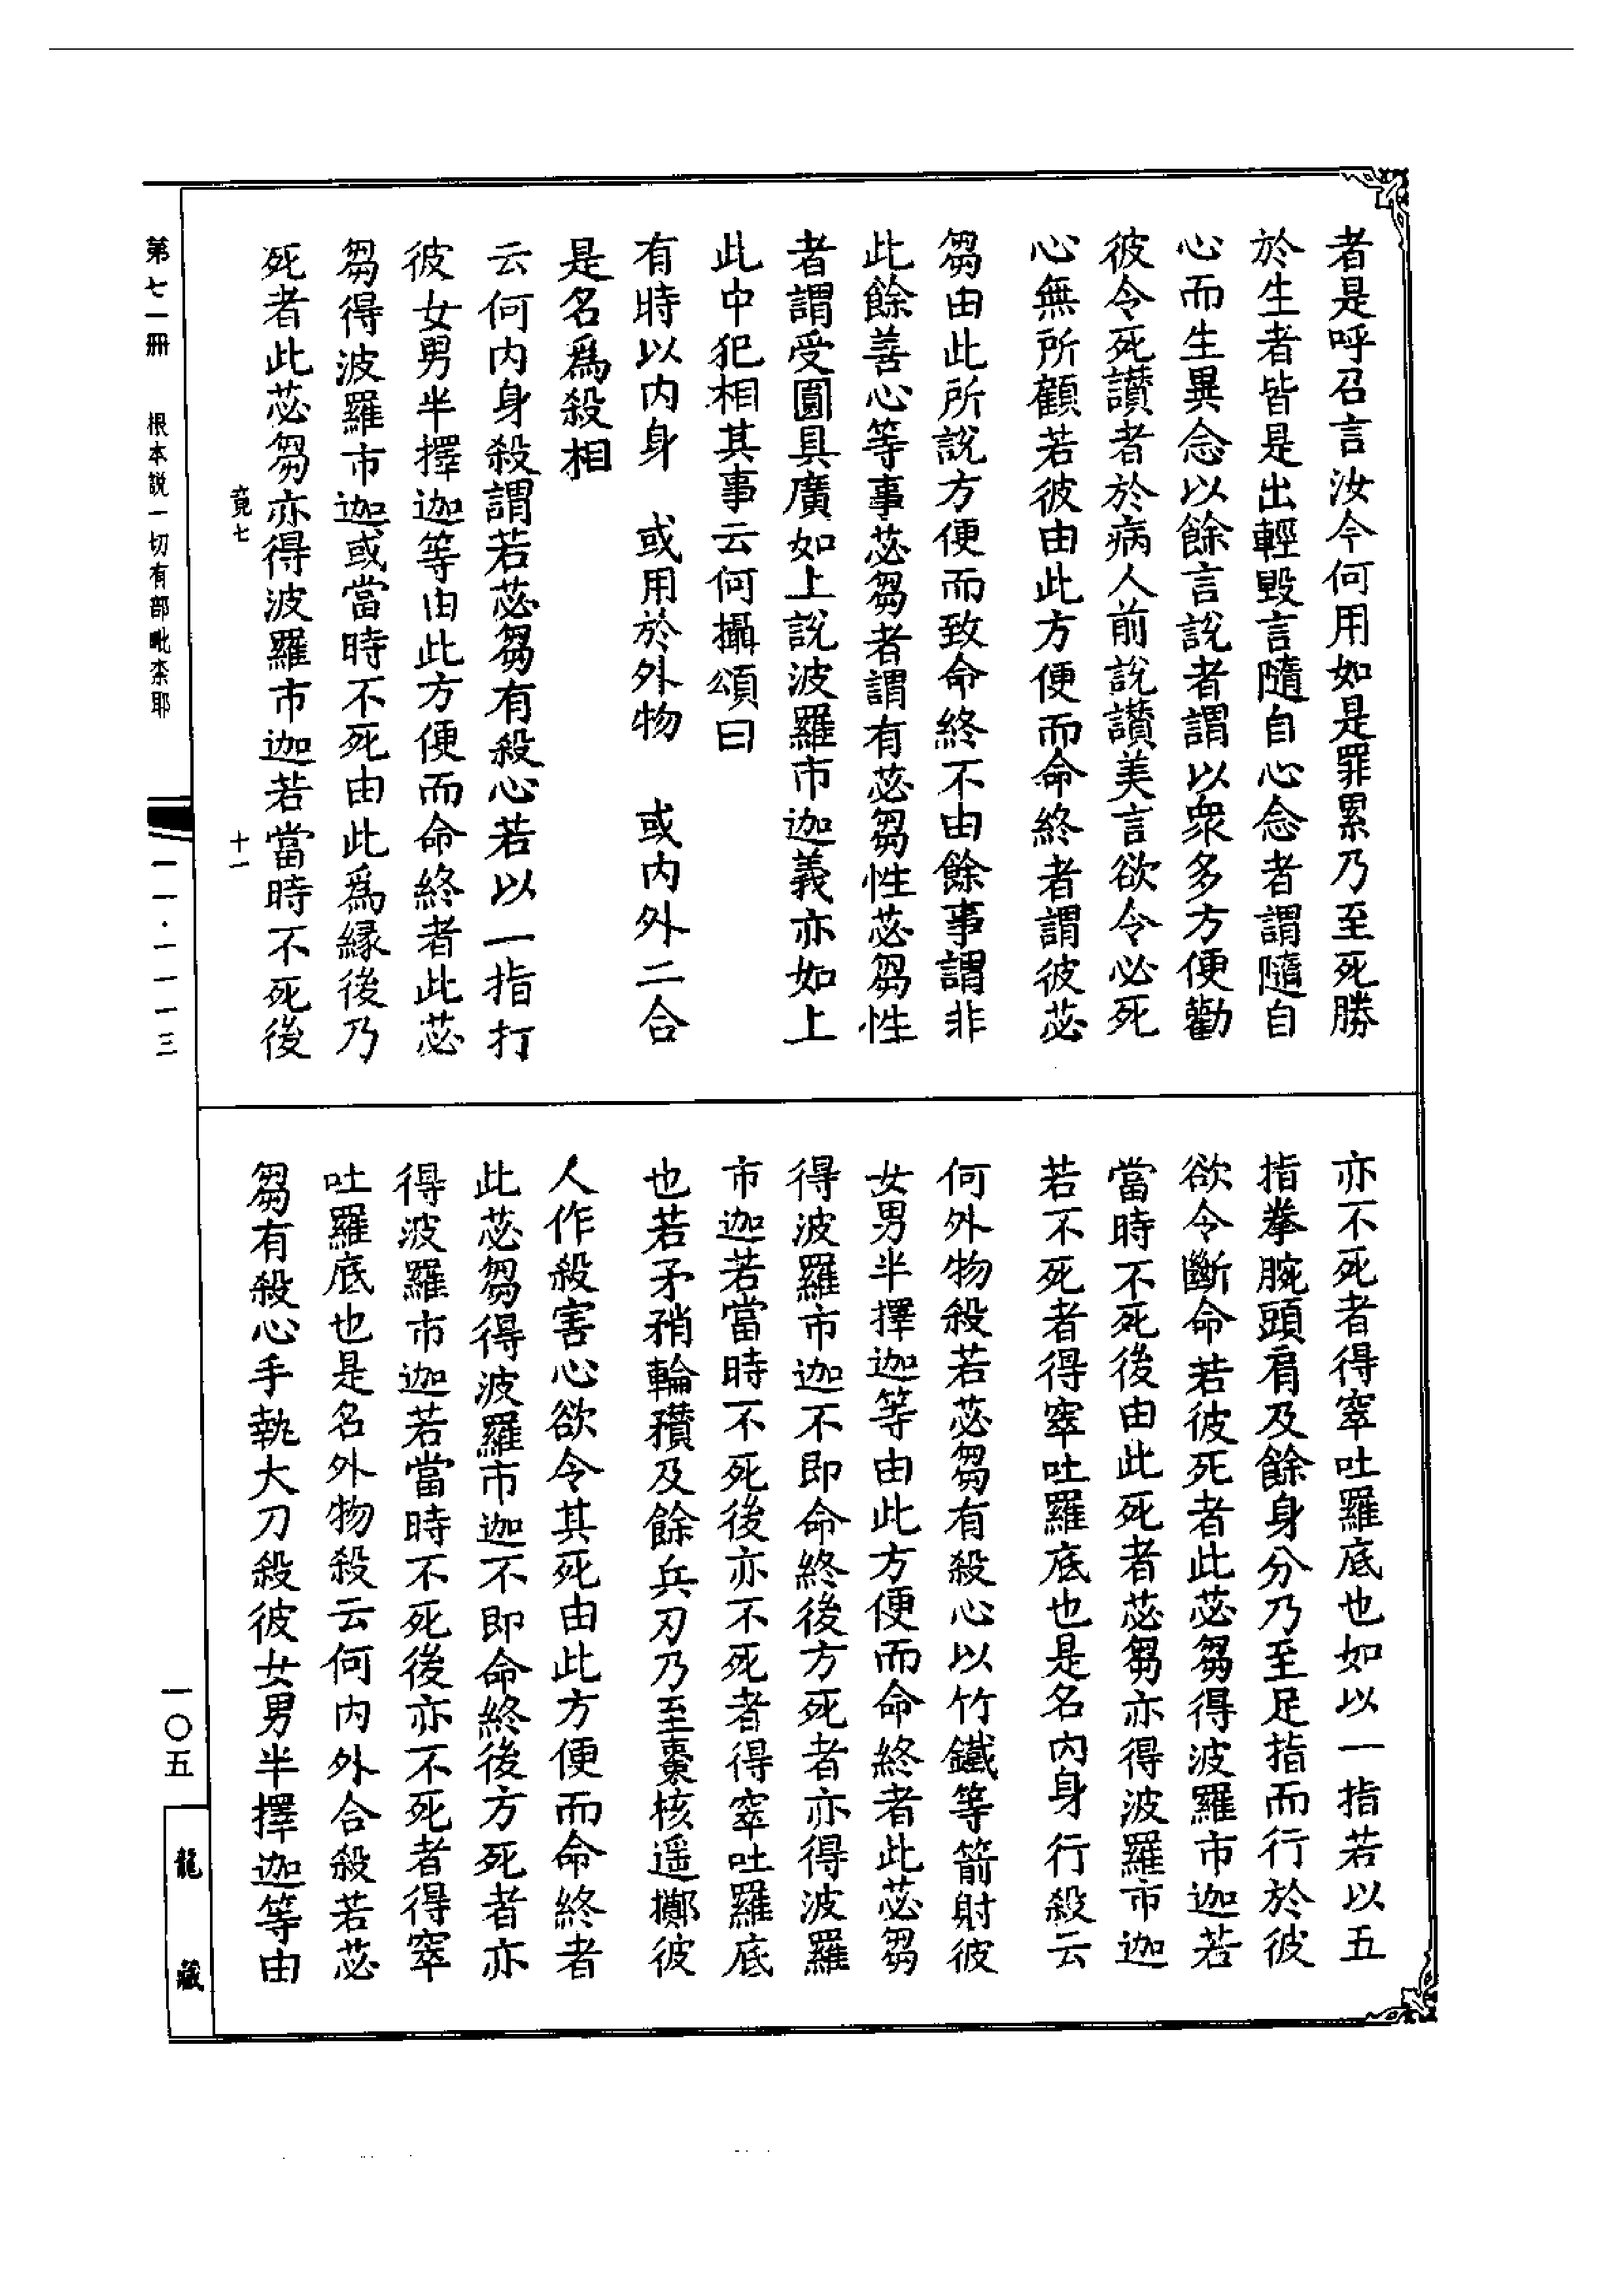 者是呼召言汝今何用如是罪累乃至死勝
於生者皆是出輕毀言隨自心念者謂隨自
心而生異念以餘言說者謂以衆多方便勸
彼令死讃者於病人前說讃美言欲令必死
心無所顧若彼由此方便而命終者謂彼苾
芻由此所說方便而致命終不由餘事謂非
此餘善心等事苾芻者謂有苾芻性苾芻性
者謂受圓具廣如上說波羅市迦義亦如上
此中犯相其事云何攝頌曰
有時以内身　或用於外物　或内外二合
是名爲殺相
云何内身殺謂若苾芻有殺心若以一指打
彼女男半擇迦等由此方便而命終者此苾
芻得波羅市迦或當時不死由此爲緣後乃
死者此苾芻亦得波羅市迦若當時不死後
竟七　十一
亦不死者得窣吐羅底也如以一指若以五
指拳腕頭肩及餘身分乃至足指而行於彼
欲令斷命若彼死者此苾芻得波羅市迦若
當時不死後由此死者苾芻亦得波羅市迦
若不死者得窣吐羅底也是名内身行殺云
何外物殺若苾芻有殺心以竹鐵等箭射彼
女男半擇迦等由此方便而命終者此苾芻
得波羅市迦不即命終後方死者亦得波羅
市迦若當時不死後亦不死者得窣吐羅底
也若矛矟輪穳及餘兵刃乃至棗核遥擲彼
人作殺害心欲令其死由此方便而命終者
此苾芻得波羅市迦不即命終後方死者亦
得波羅市迦若當時不死後亦不死者得窣
吐羅底也是名外物殺云何内外合殺若苾
芻有殺心手執大刀殺彼女男半擇迦等由
第七一冊　根本說一切有部毗柰耶
一一·一一一三
一〇五
龍藏